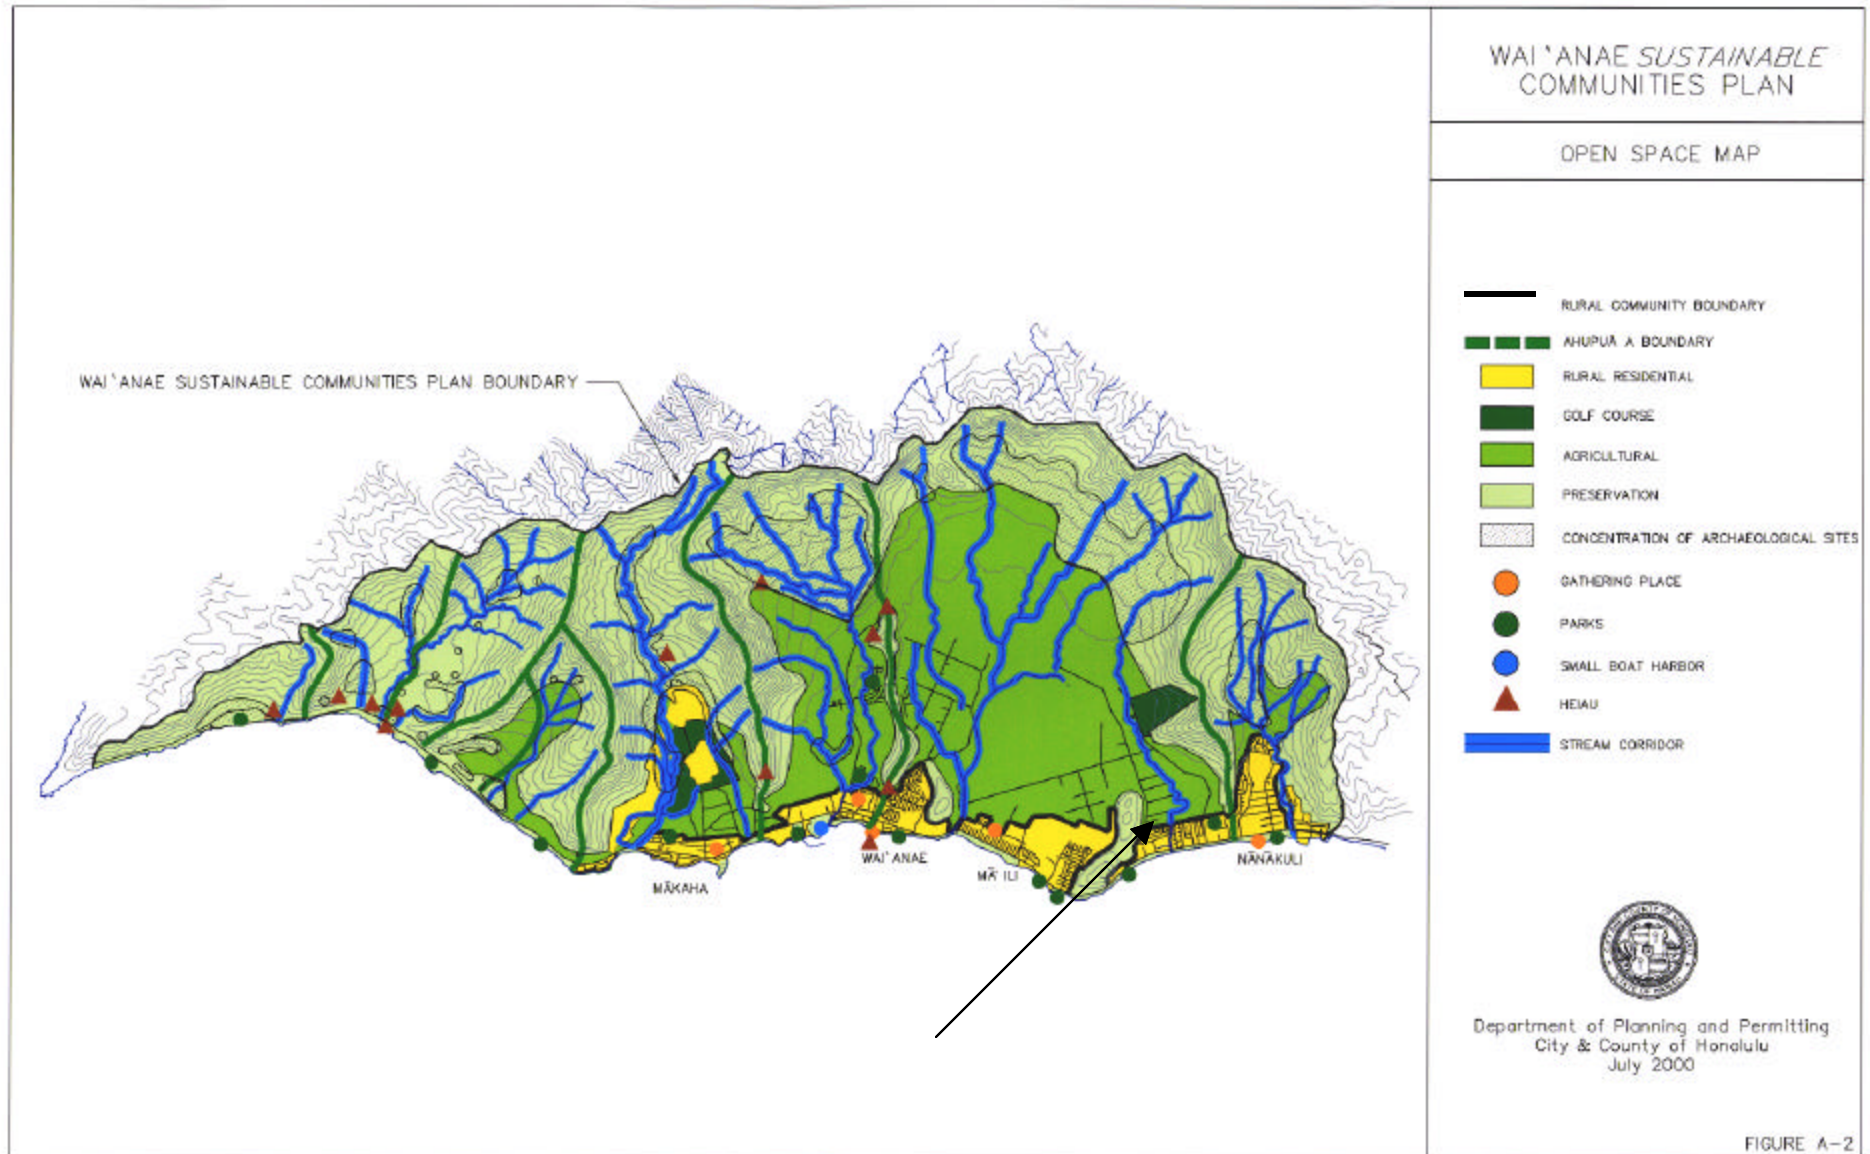 WAI'ANAE SUSTAINABLE
COMMUNITIES PLAN
OPEN SPACE MAP
RURAL COMMUNITY BOUNDARY
AHUPUĀ A BOUNDARY
RURAL RESIDENTIAL
GOLF COURSE
AGRICULTURAL
PRESERVATION
CONCENTRATION OF ARCHAEOLOGICAL SITES
GATHERING PLACE
PARKS
SMALL BOAT HARBOR
HEIAU
STREAM CORRIDOR
WAI'ANAE SUSTAINABLE COMMUNITIES PLAN BOUNDARY
MĀKAHA
WAI'ANAE
MĀ'ILI
NĀNĀKULI
Department of Planning and Permitting
City & County of Honolulu
July 2000
FIGURE A-2